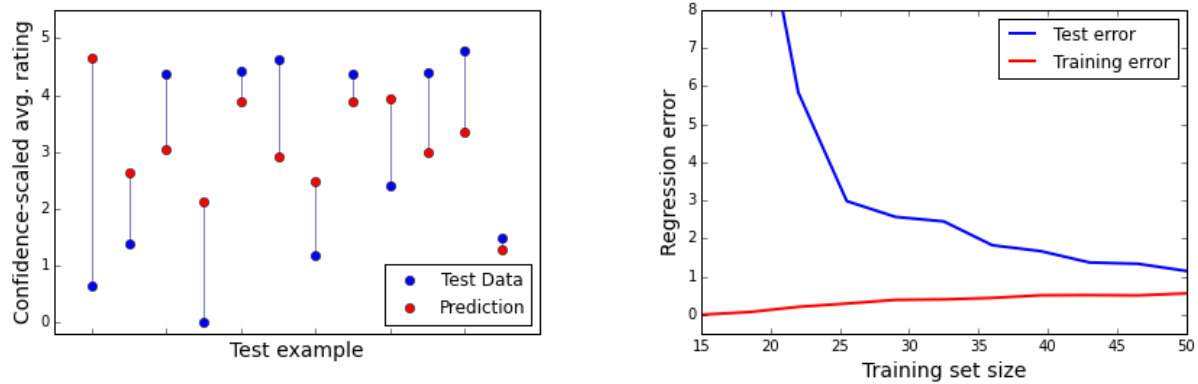 Confidence-scaled avg. rating
5
4
3
2
1
0
Test Data
Prediction
Test example
Regression error
8
7
6
5
4
3
2
1
0
Test error
Training error
15 20 25 30 35 40 45 50
Training set size